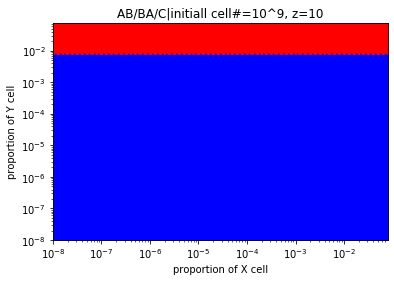 AB/BA/C|initiall cell#=10^9, z=10
proportion of Y cell
10⁻²
10⁻³
10⁻⁴
10⁻⁵
10⁻⁶
10⁻⁷
10⁻⁸
10⁻⁸ 10⁻⁷ 10⁻⁶ 10⁻⁵ 10⁻⁴ 10⁻³ 10⁻²
proportion of X cell